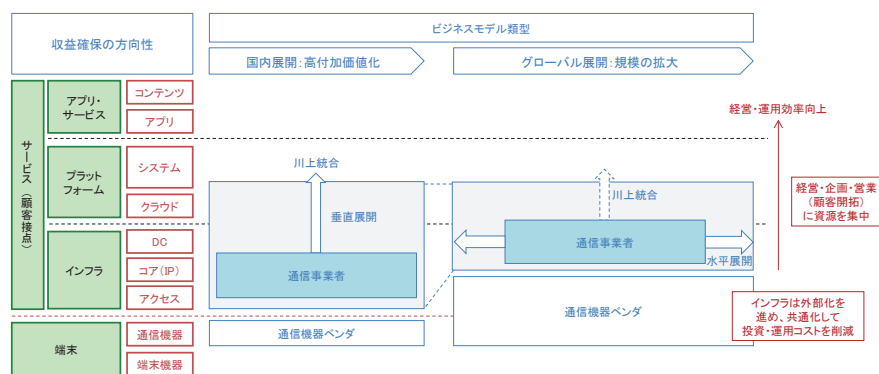 収益確保の方向性
ビジネスモデル類型
国内展開:高付加価値化
グローバル展開:規模の拡大
サービス(顧客接点)
アプリ・
サービス
コンテンツ
アプリ
プラット
フォーム
システム
クラウド
インフラ
DC
コア(IP)
アクセス
端末
通信機器
端末機器
川上統合
垂直展開
通信事業者
通信機器ベンダ
川上統合
通信事業者
水平展開
通信機器ベンダ
経営・運用効率向上
経営・企画・営業
(顧客開拓)
に資源を集中
インフラは外部化を
進め、共通化して
投資・運用コストを削減